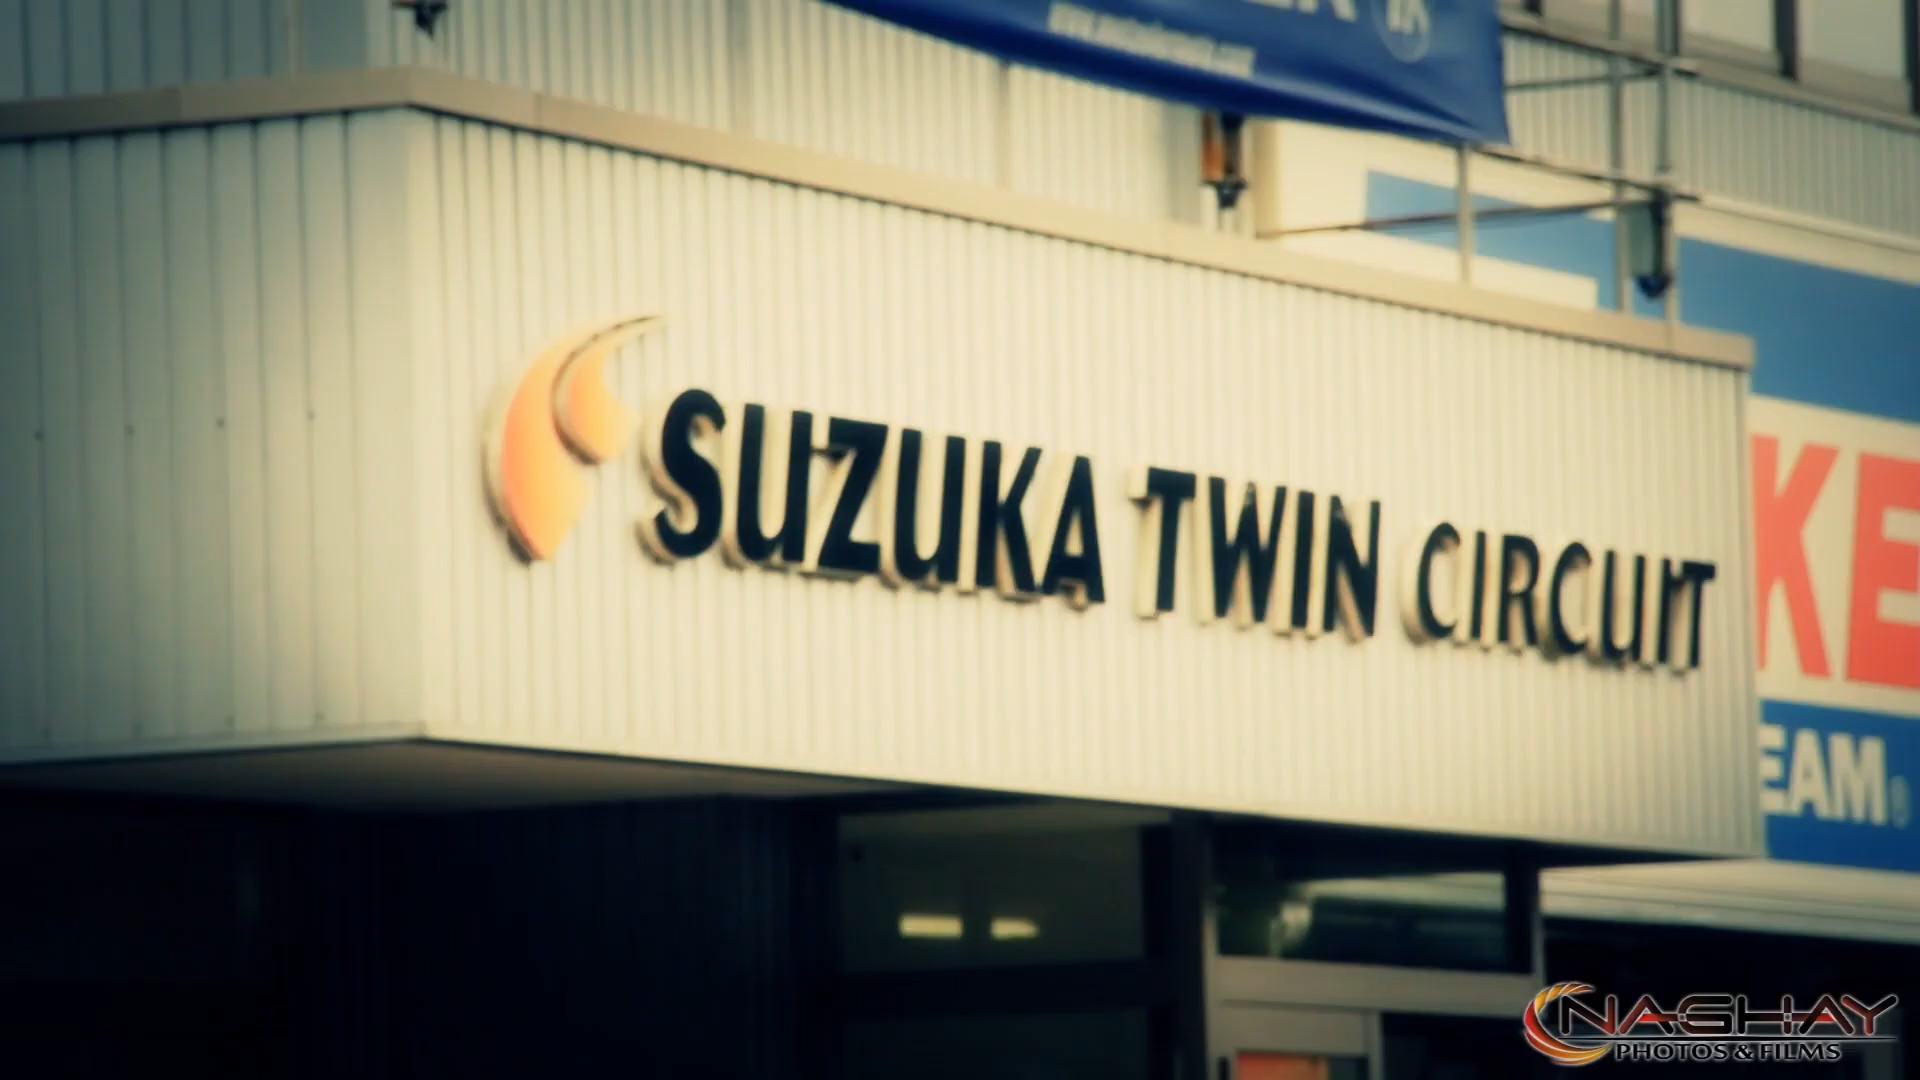 SUZUKA TWIN CIRCUIT
KE
EAM
NAGHAY
PHOTOS & FILMS